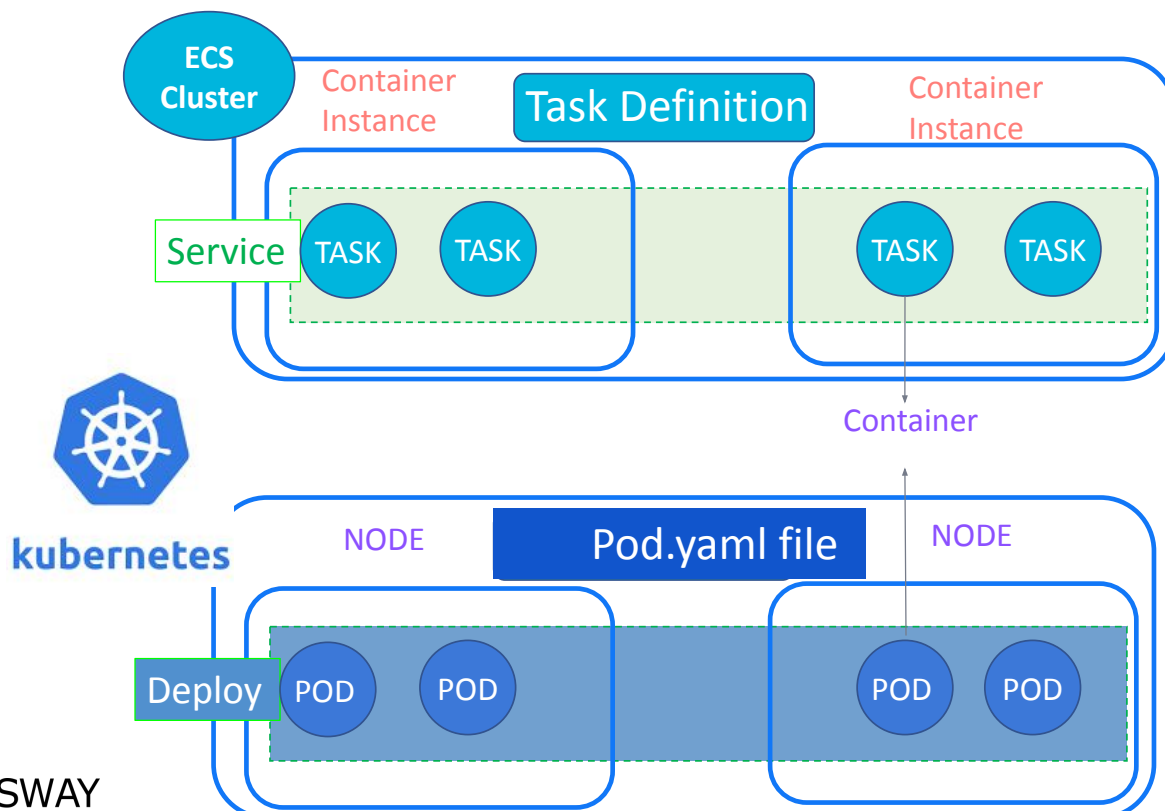 ECS
Cluster
Container
Instance
Task Definition
Container
Instance
Service
TASK
TASK
TASK
TASK
Container
kubernetes
NODE
Pod.yaml file
NODE
Deploy
POD
POD
POD
POD
SWAY